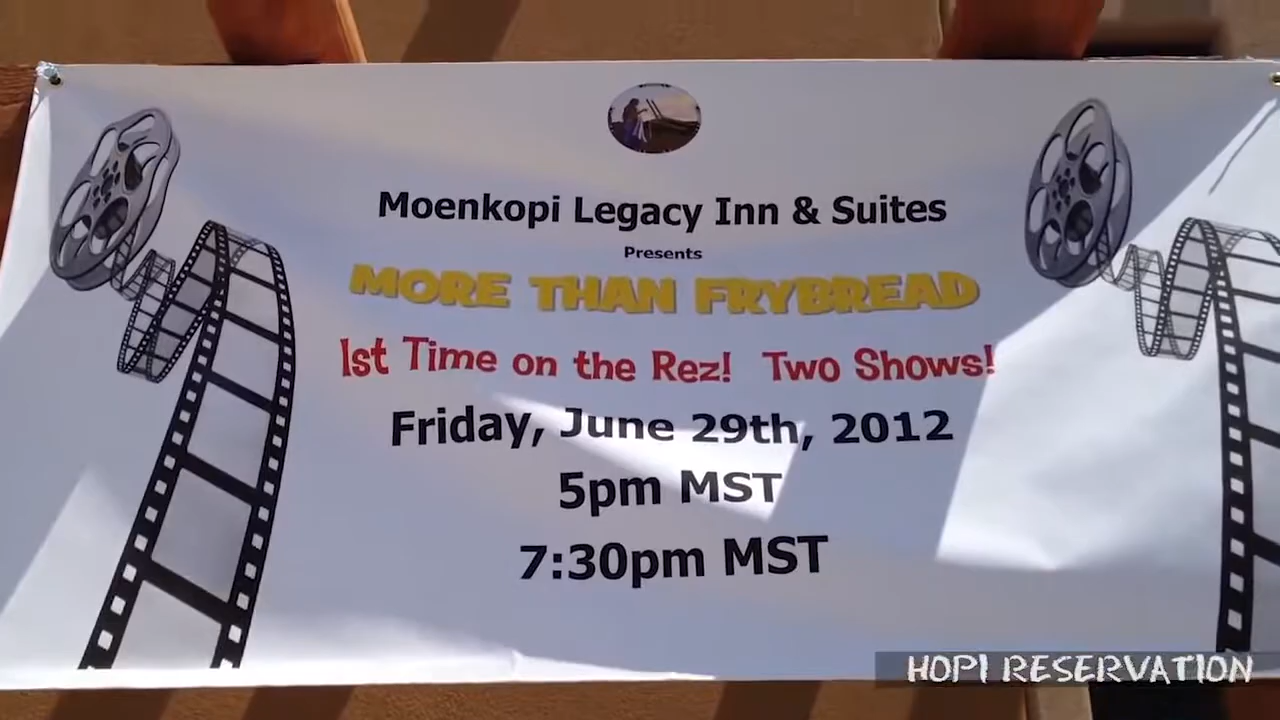 Moenkopi Legacy Inn & Suites
Presents
MORE THAN FRYBREAD
1st Time on the Rez! Two Shows!
Friday, June 29th, 2012
5pm MST
7:30pm MST
HOPI RESERVATION